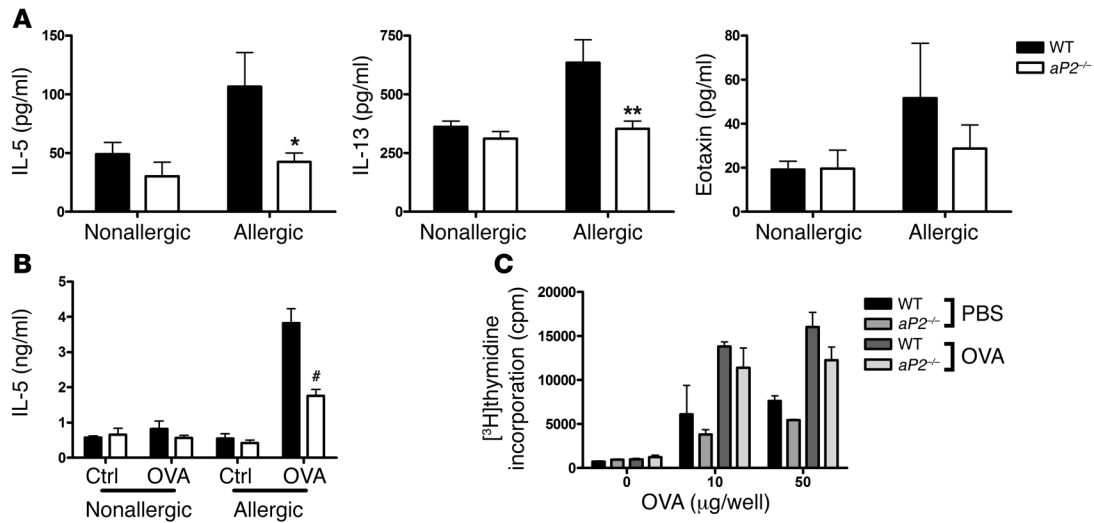 A
IL-5 (pg/ml)
150
100
50
0
Nonallergic Allergic
*
IL-13 (pg/ml)
750
500
250
0
Nonallergic Allergic
**
Eotaxin (pg/ml)
80
60
40
20
0
Nonallergic Allergic
WT
aP2–/–
B
IL-5 (ng/ml)
5
4
3
2
1
0
#
Ctrl OVA Ctrl OVA
Nonallergic Allergic
C
[³H]thymidine
incorporation (cpm)
20000
15000
10000
5000
0
0 10 50
OVA (μg/well)
WT
aP2–/–
PBS
WT
aP2–/–
OVA